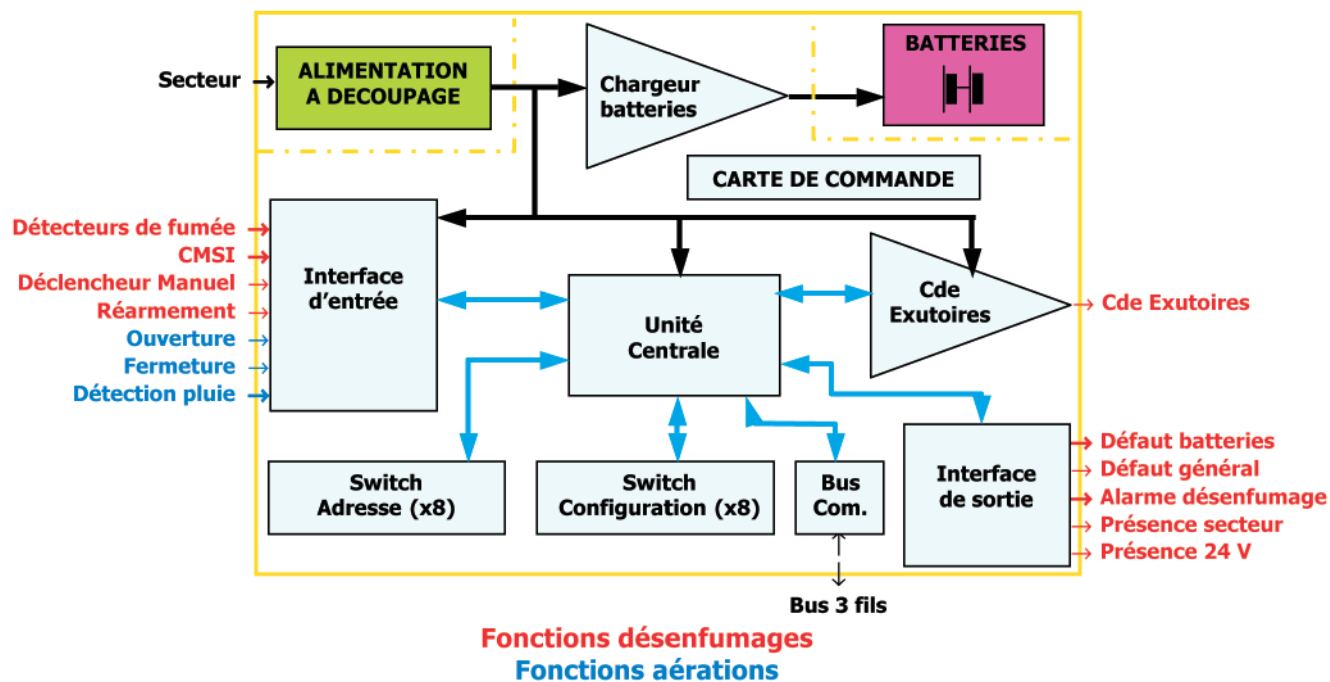 Secteur
ALIMENTATION
A DECOUPAGE
Chargeur
batteries
BATTERIES
CARTE DE COMMANDE
Détecteurs de fumée
CMSI
Déclencheur Manuel
Réarmement
Ouverture
Fermeture
Détection pluie
Interface
d'entrée
Unité
Centrale
Cde
Exutoires
Cde Exutoires
Switch
Adresse (x8)
Switch
Configuration (x8)
Bus
Com.
Interface
de sortie
Défaut batteries
Défaut général
Alarme désenfumage
Présence secteur
Présence 24 V
Bus 3 fils
Fonctions désenfumages
Fonctions aérations